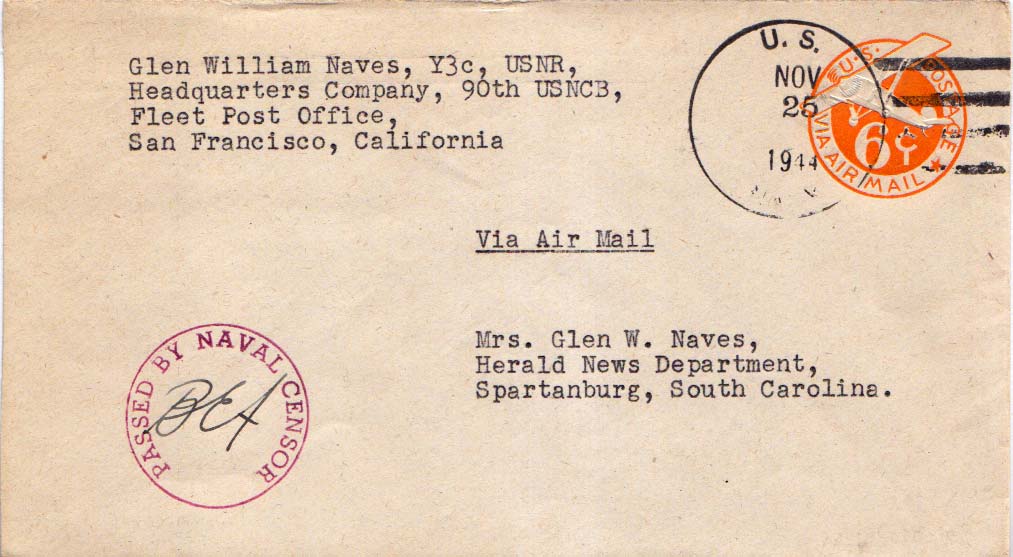 Glen William Naves, Y3c, USNR,
Headquarters Company, 90th USNCB,
Fleet Post Office,
San Francisco, California
U. S.
NOV
25
1944
U.S. POSTAGE
6¢
VIA AIR MAIL
Via Air Mail
Mrs. Glen W. Naves,
Herald News Department,
Spartanburg, South Carolina.
PASSED BY NAVAL CENSOR